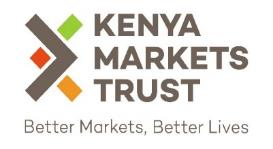 KENYA
MARKETS
TRUST
Better Markets, Better Lives